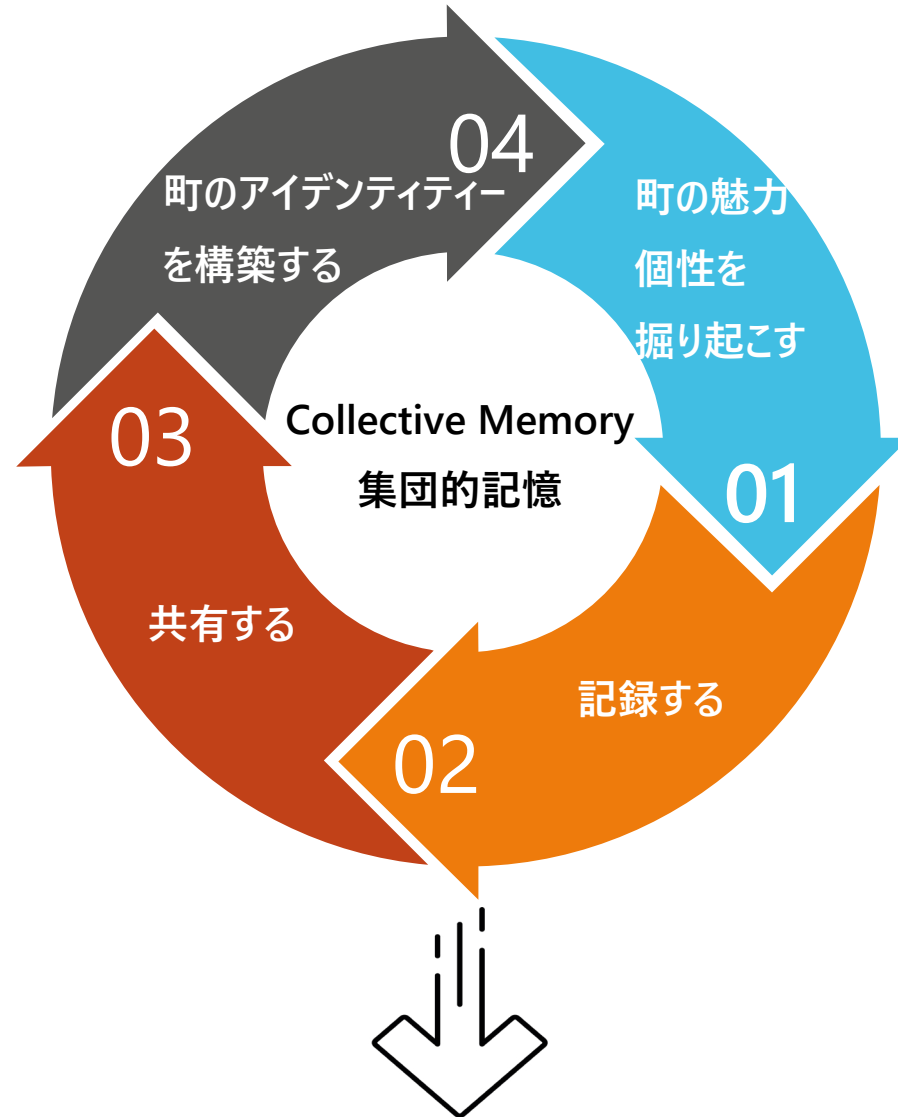 Collective Memory
集団的記憶
町の魅力
個性を
掘り起こす
01
記録する
02
共有する
03
町のアイデンティティー
を構築する
04